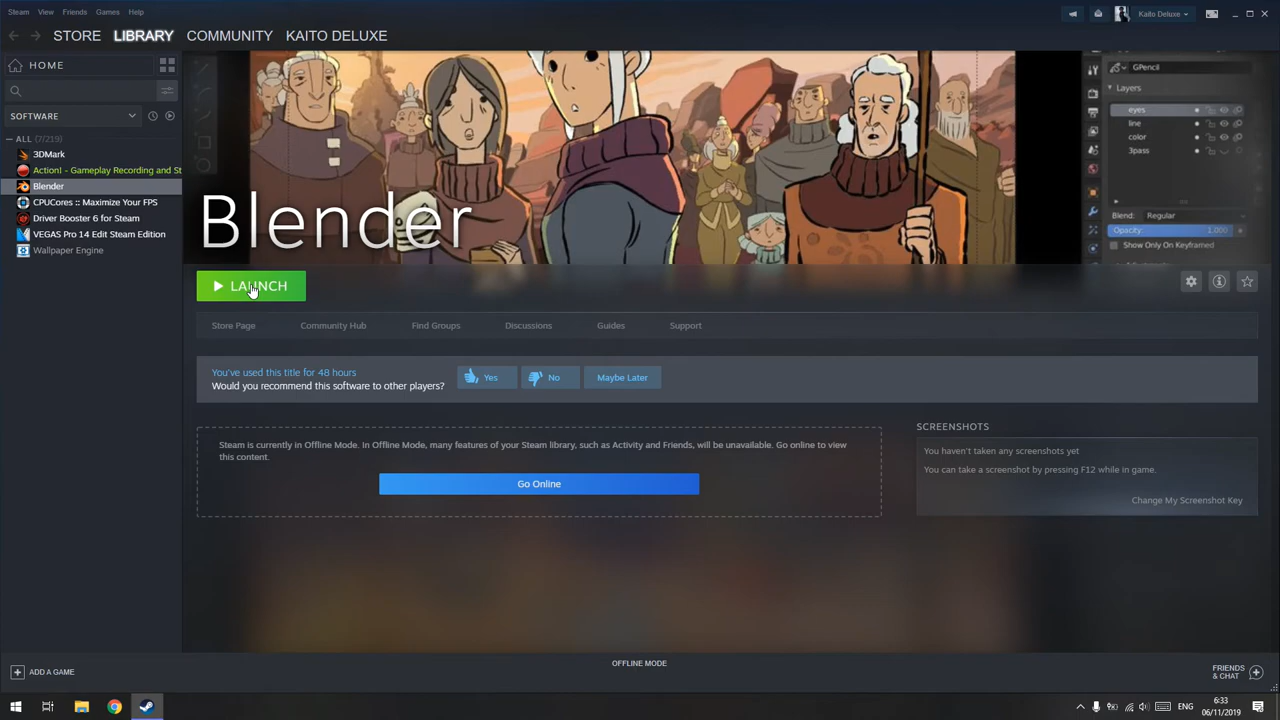 Steam View Friends Games Help
Kaito Deluxe
STORE LIBRARY COMMUNITY KAITO DELUXE
HOME
SOFTWARE
ALL (7/219)
3DMark
Action! - Gameplay Recording and St
Blender
CPUCores :: Maximize Your FPS
Driver Booster 6 for Steam
VEGAS Pro 14 Edit Steam Edition
Wallpaper Engine
GPencil
Layers
eyes
line
color
3pass
Blend: Regular
Opacity: 1,000
Show Only On Keyframed
Blender
LAUNCH
Store Page Community Hub Find Groups Discussions Guides Support
You've used this title for 48 hours
Would you recommend this software to other players?
Yes No Maybe Later
Steam is currently in Offline Mode. In Offline Mode, many features of your Steam library, such as Activity and Friends, will be unavailable. Go online to view
this content.
Go Online
SCREENSHOTS
You haven't taken any screenshots yet
You can take a screenshot by pressing F12 while in game.
Change My Screenshot Key
ADD A GAME
OFFLINE MODE
FRIENDS
& CHAT
ENG
6:33
06/11/2019